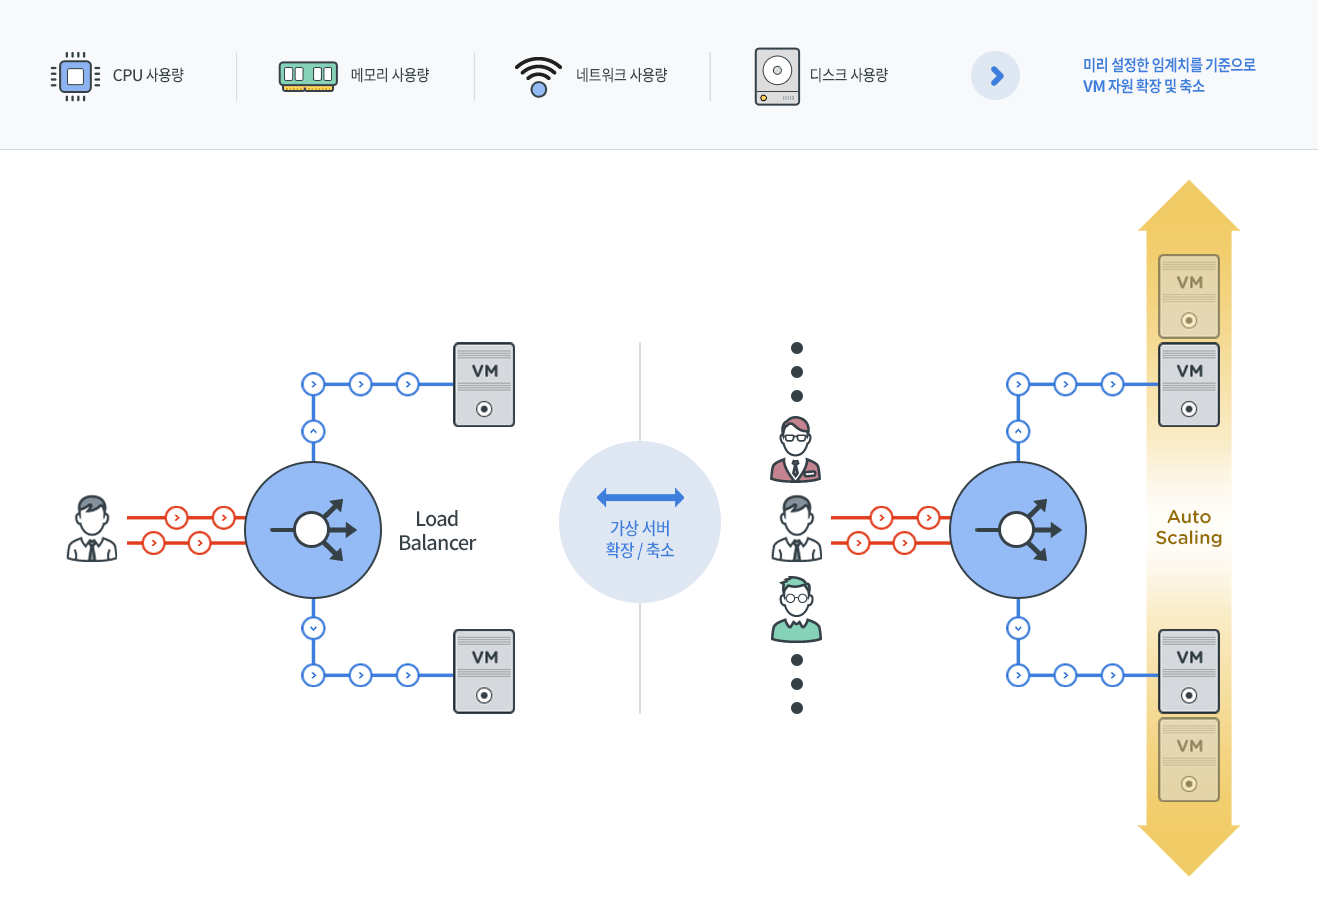 CPU 사용량
메모리 사용량
네트워크 사용량
디스크 사용량
미리 설정한 임계치를 기준으로
VM 자원 확장 및 축소
VM
VM
Load
Balancer
가상 서버
확장 / 축소
VM
VM
Auto
Scaling
VM
VM